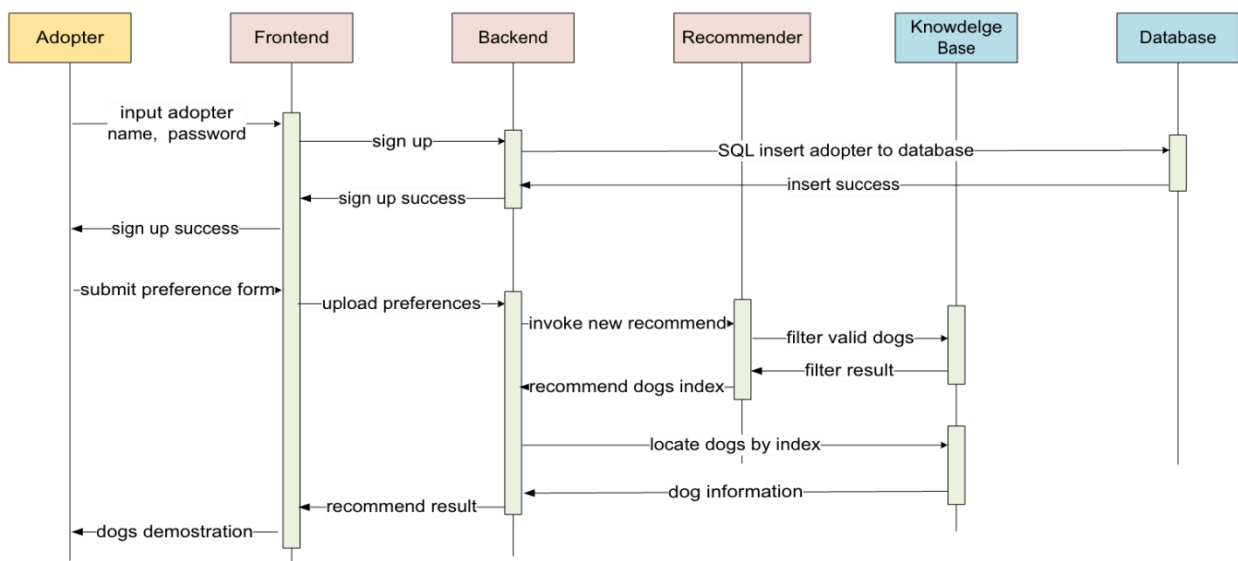 Adopter
Frontend
Backend
Recommender
Knowdelge
Base
Database
input adopter
name, password
sign up
SQL insert adopter to database
insert success
sign up success
sign up success
submit preference form
upload preferences
invoke new recommend
filter valid dogs
filter result
recommend dogs index
locate dogs by index
dog information
recommend result
dogs demostration